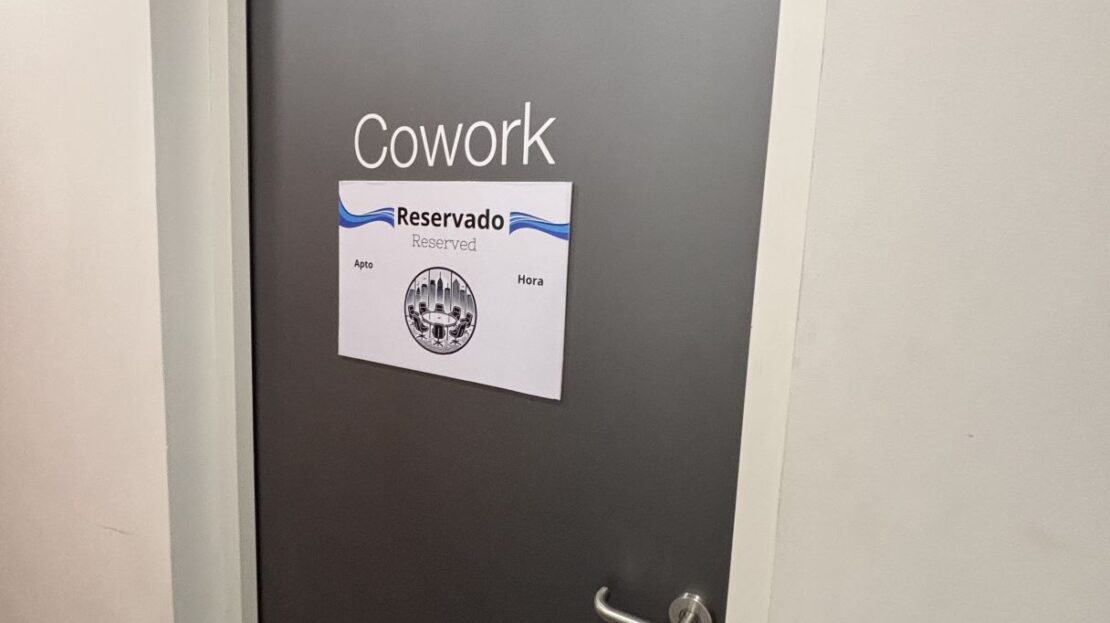 Cowork
Reservado
Reserved
Apto
Hora